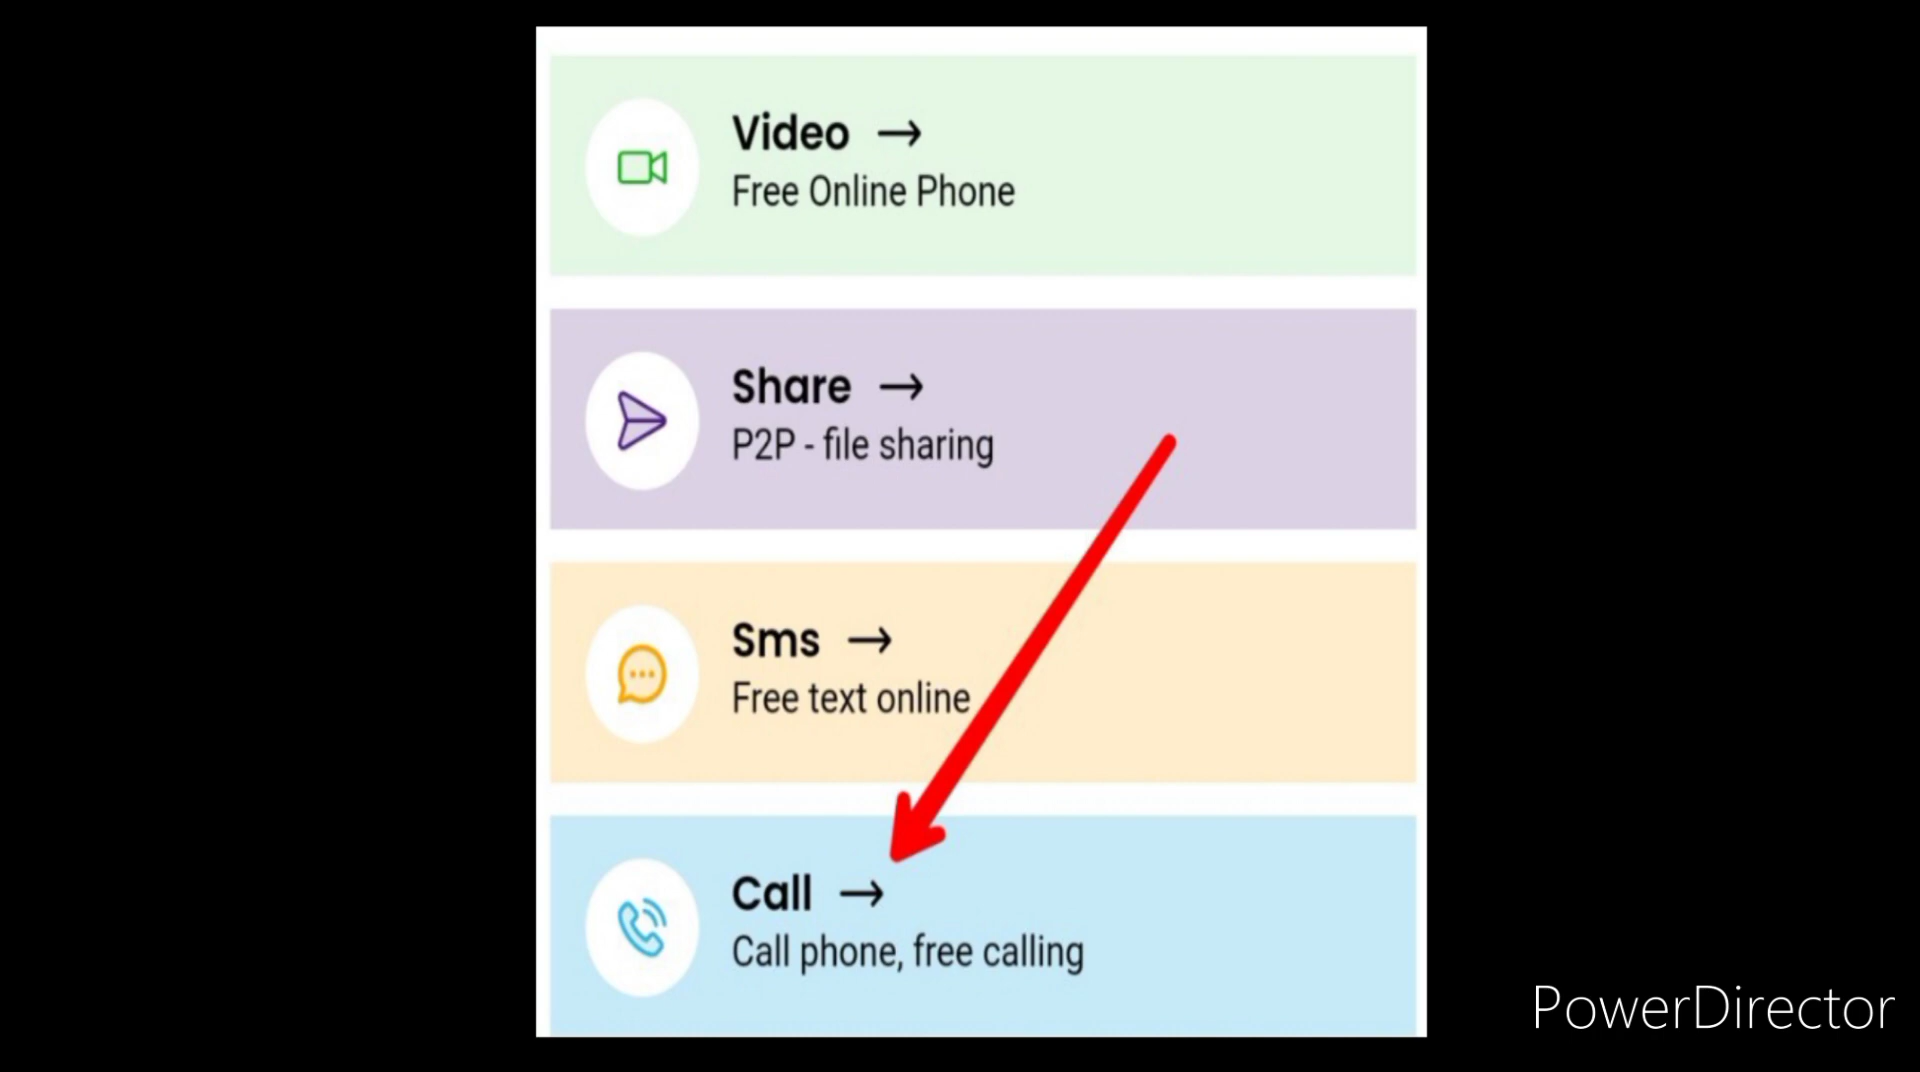 Video →
Free Online Phone
Share →
P2P - file sharing
Sms →
Free text online
Call →
Call phone, free calling
PowerDirector